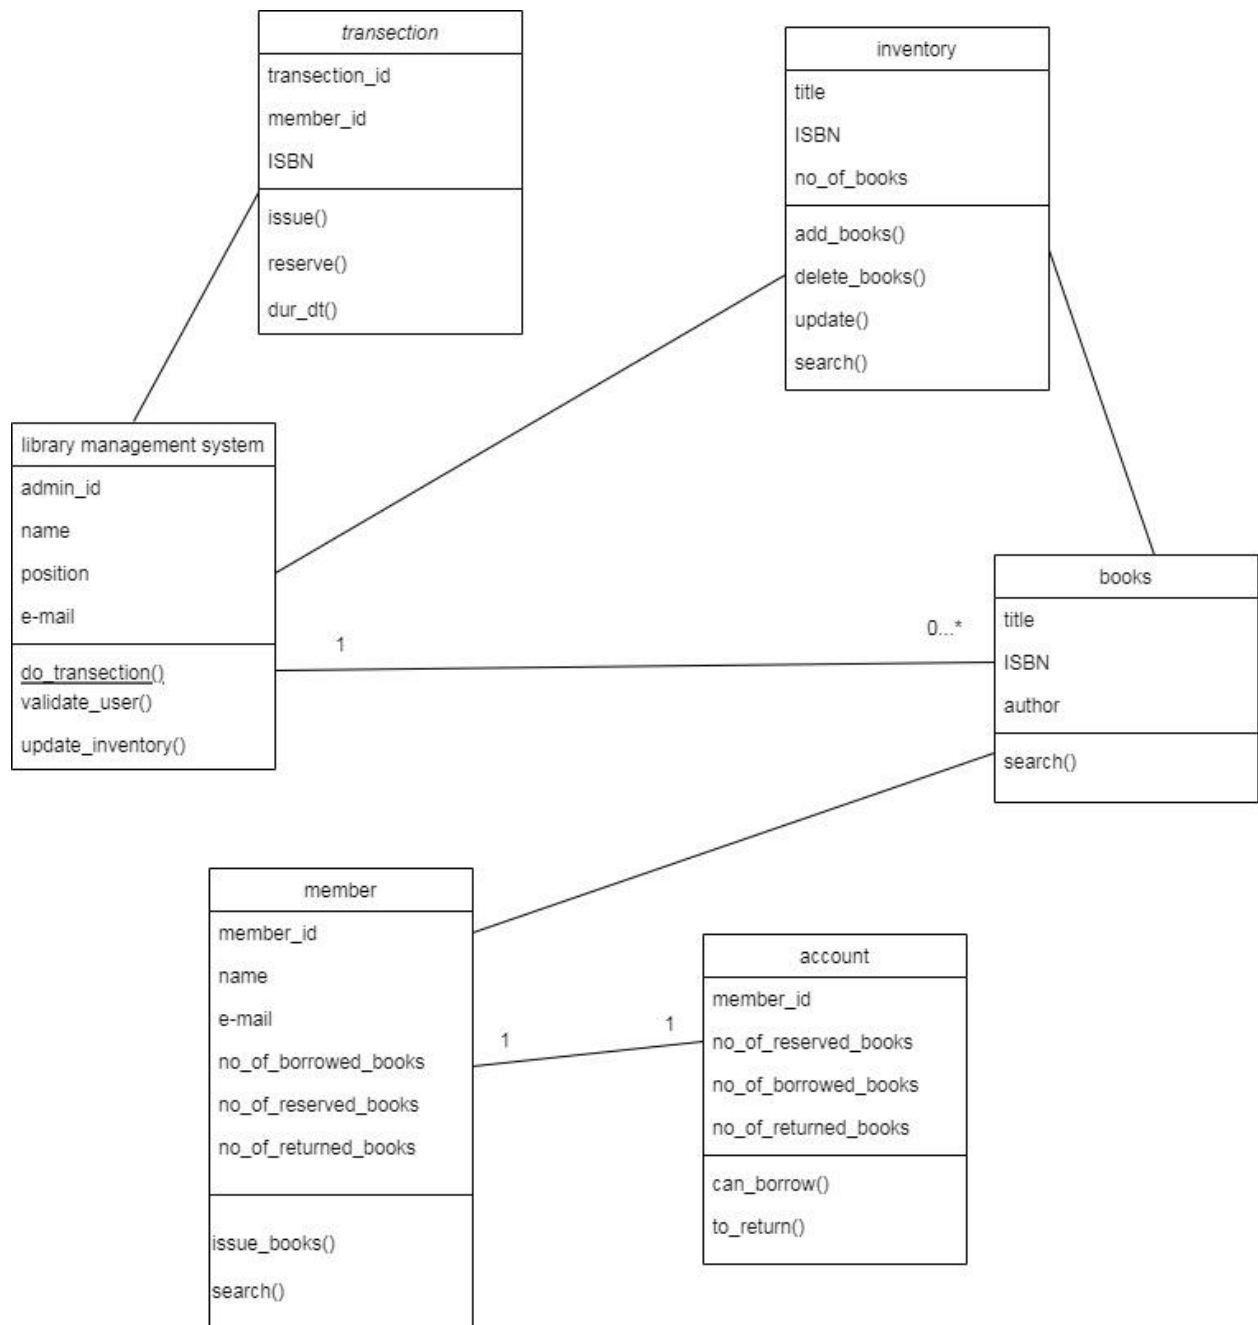 transection
transection_id
member_id
ISBN
issue()
reserve()
dur_dt()
inventory
title
ISBN
no_of_books
add_books()
delete_books()
update()
search()
library management system
admin_id
name
position
e-mail
do_transection()
validate_user()
update_inventory()
1
0...*
books
title
ISBN
author
search()
member
member_id
name
e-mail
no_of_borrowed_books
no_of_reserved_books
no_of_returned_books
issue_books()
search()
1
1
account
member_id
no_of_reserved_books
no_of_borrowed_books
no_of_returned_books
can_borrow()
to_return()